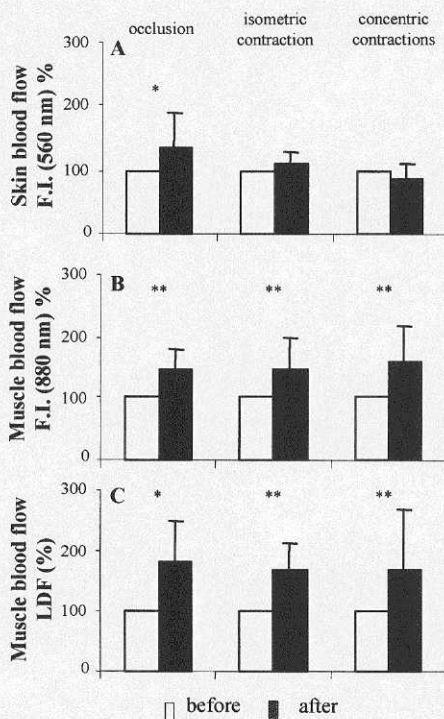 occlusion
isometric contraction
concentric contractions
A
Skin blood flow
F.I. (560 nm) %
300
200
100
0
*
B
Muscle blood flow
F.I. (880 nm) %
300
200
100
0
** ** **
C
Muscle blood flow
LDF (%)
300
200
100
0
* ** **
before after